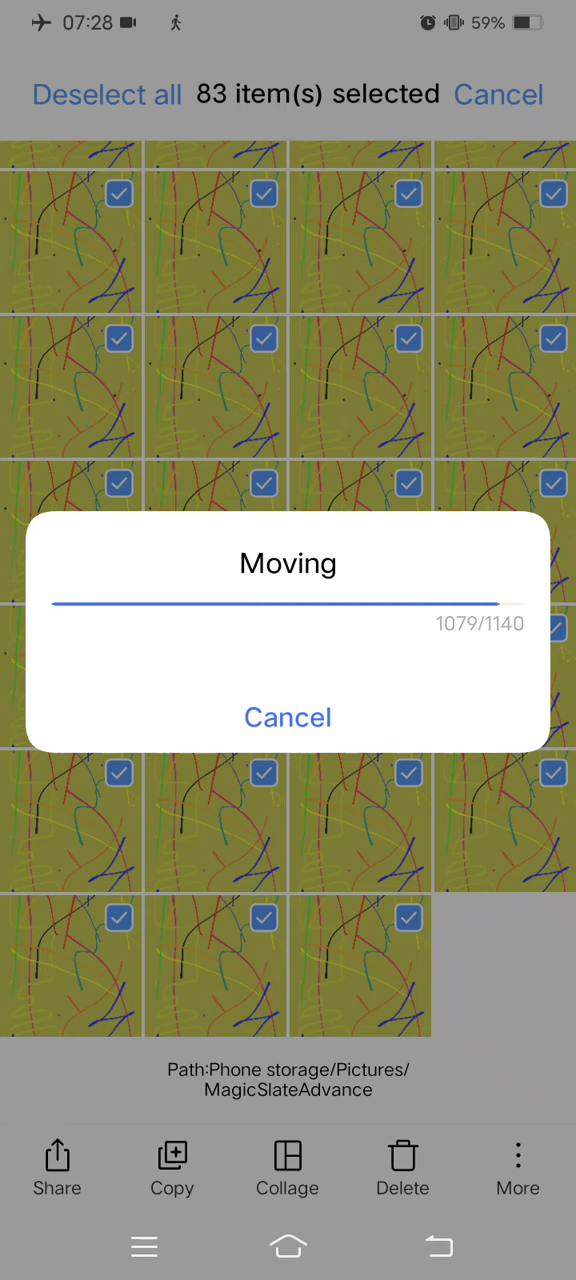 07:28
59%
Deselect all 83 item(s) selected Cancel
Moving
1079/1140
Cancel
Path:Phone storage/Pictures/
MagicSlateAdvance
Share Copy Collage Delete More